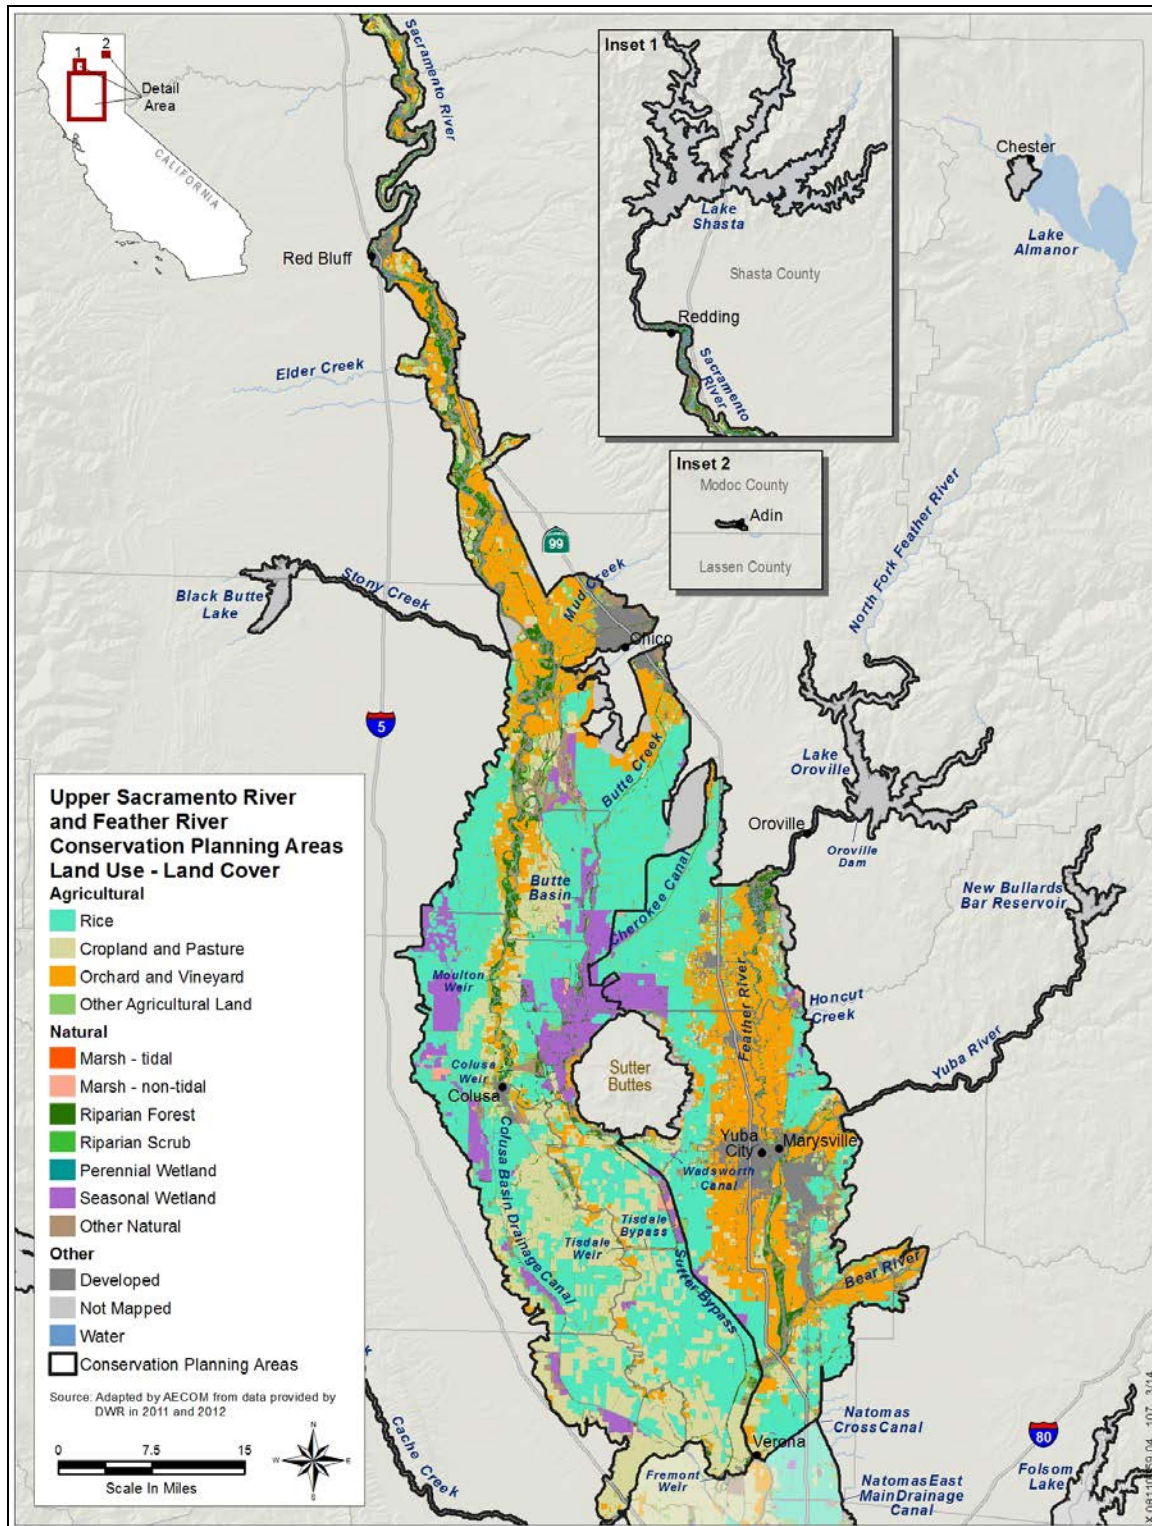 1
2
Detail
Area
CALIFORNIA
Sacramento River
Inset 1
Lake
Shasta
Shasta County
Redding
Sacramento
River
Chester
Lake
Almanor
Red Bluff
Elder Creek
Inset 2
Modoc County
Adin
Lassen County
99
North Fork Feather River
Black Butte
Lake
Stony Creek
Mud Creek
Chico
5
Butte Creek
Lake
Oroville
Oroville
Oroville
Dam
New Bullards
Bar Reservoir
Butte
Basin
Cherokee Canal
Moulton
Weir
Feather River
Honcut
Creek
Yuba River
Colusa
Weir
Colusa
Sutter
Buttes
Yuba
City
Marysville
Wadsworth
Canal
Colusa Basin Drainage Canal
Tisdale
Bypass
Tisdale
Weir
Sutter Bypass
Bear River
Natomas
Cross Canal
Verona
Fremont
Weir
Natomas East
Main Drainage
Canal
80
Folsom
Lake
Cache Creek
Upper Sacramento River
and Feather River
Conservation Planning Areas
Land Use - Land Cover
Agricultural
Rice
Cropland and Pasture
Orchard and Vineyard
Other Agricultural Land
Natural
Marsh - tidal
Marsh - non-tidal
Riparian Forest
Riparian Scrub
Perennial Wetland
Seasonal Wetland
Other Natural
Other
Developed
Not Mapped
Water
Conservation Planning Areas
Source: Adapted by AECOM from data provided by
DWR in 2011 and 2012
0 7.5 15
Scale In Miles
N
W E
S